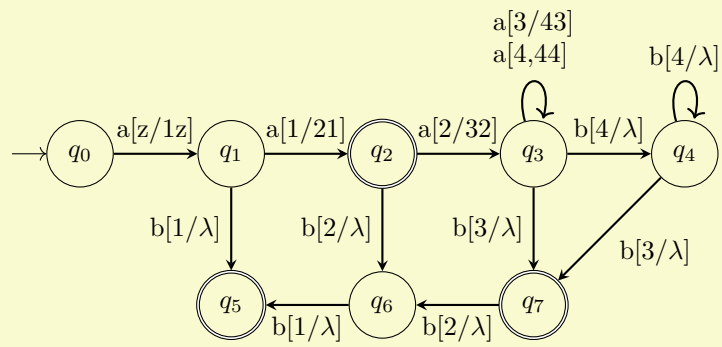 a[3/43]
a[4,44]
b[4/λ]
a[z/1z] a[1/21] a[2/32] b[4/λ]
q0 q1 q2 q3 q4
b[1/λ] b[2/λ] b[3/λ] b[3/λ]
q5 q6 q7
b[1/λ] b[2/λ]